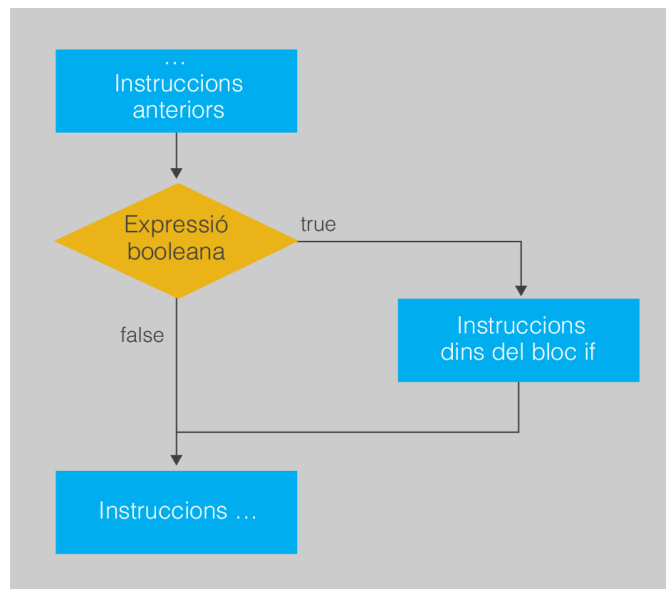 …
Instruccions
anteriors
Expressió
booleana
true
false
Instruccions
dins del bloc if
Instruccions …